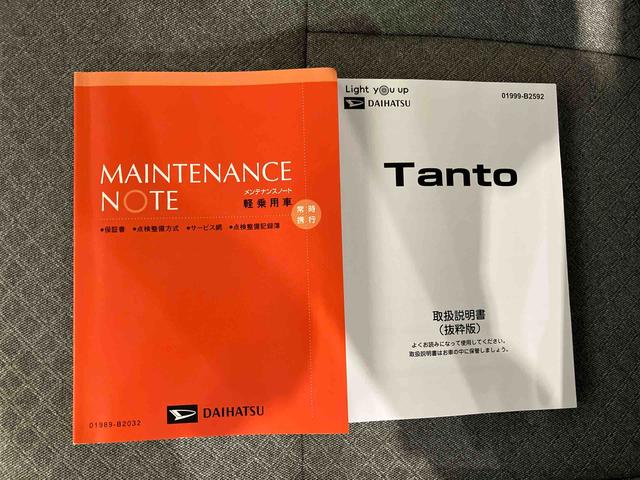 MAINTENANCE
NOTE
メンテナンスノート
軽乗用車
常時
携行
●保証書 ●点検整備方式 ●サービス網 ●点検整備記録簿
DAIHATSU
01989-B2032
Light you up
DAIHATSU
01999-B2592
Tanto
取扱説明書
(抜粋版)
よくお読みになって使用してください。
取扱説明書はお車の中に保管しましょう。